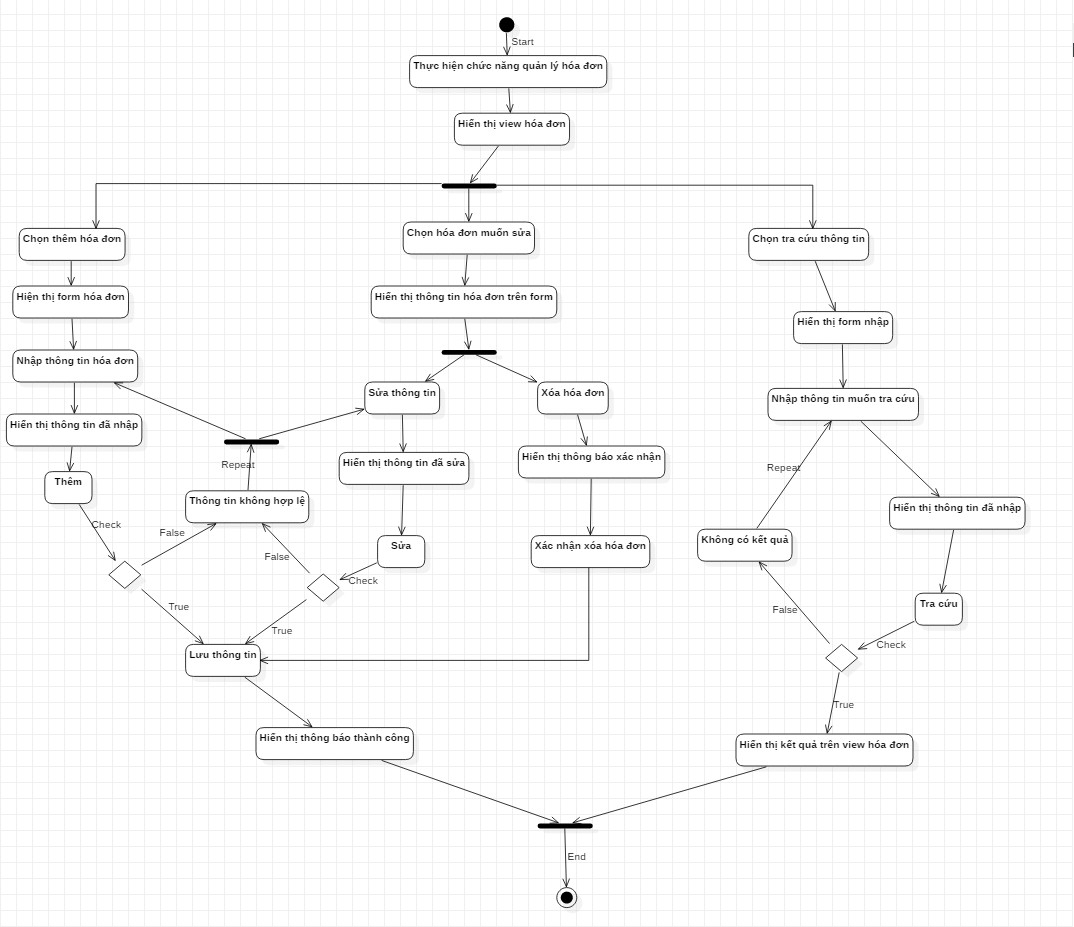 Start
Thực hiện chức năng quản lý hóa đơn
Hiển thị view hóa đơn
Chọn thêm hóa đơn
Chọn hóa đơn muốn sửa
Chọn tra cứu thông tin
Hiện thị form hóa đơn
Hiển thị thông tin hóa đơn trên form
Hiển thị form nhập
Nhập thông tin hóa đơn
Sửa thông tin
Xóa hóa đơn
Nhập thông tin muốn tra cứu
Hiển thị thông tin đã nhập
Hiển thị thông tin đã sửa
Hiển thị thông báo xác nhận
Repeat
Repeat
Thêm
Thông tin không hợp lệ
Hiển thị thông tin đã nhập
Check
False
Sửa
Xác nhận xóa hóa đơn
Không có kết quả
False
Check
True
False
Tra cứu
True
Check
Lưu thông tin
True
Hiển thị thông báo thành công
Hiển thị kết quả trên view hóa đơn
End